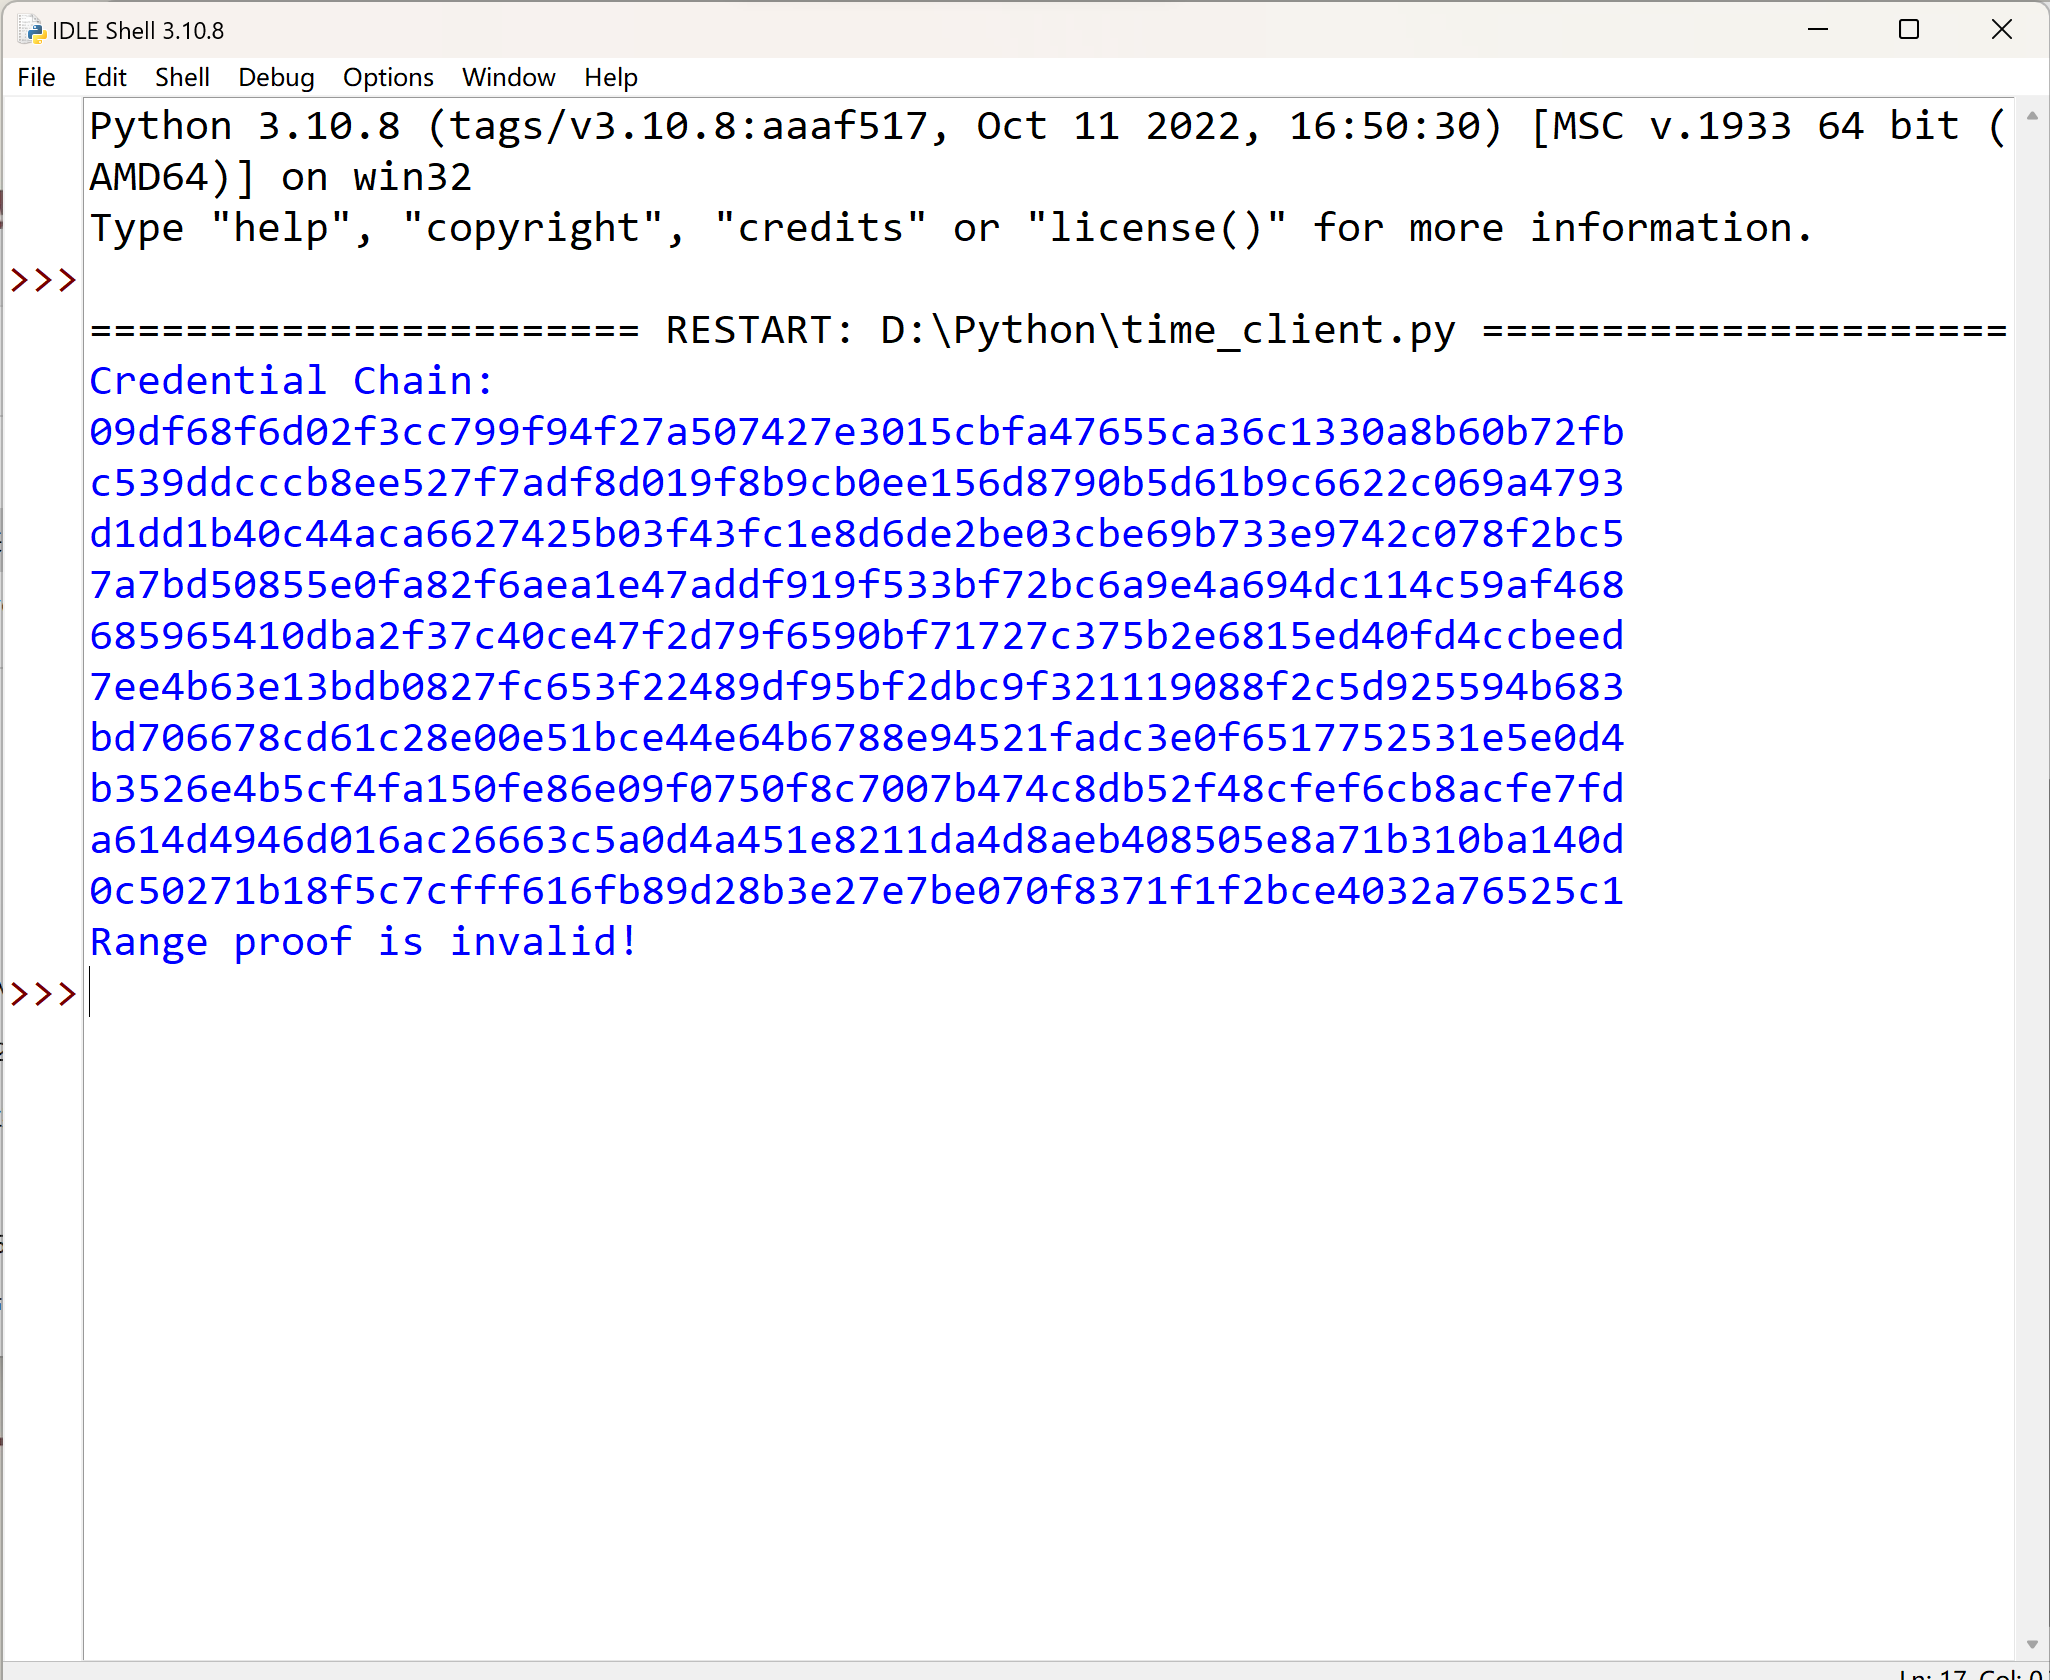 IDLE Shell 3.10.8
File Edit Shell Debug Options Window Help
Python 3.10.8 (tags/v3.10.8:aaaf517, Oct 11 2022, 16:50:30) [MSC v.1933 64 bit (
AMD64)] on win32
Type "help", "copyright", "credits" or "license()" for more information.
>>>
======================= RESTART: D:\Python\time_client.py ======================
Credential Chain:
09df68f6d02f3cc799f94f27a507427e3015cbfa47655ca36c1330a8b60b72fb
c539ddcccb8ee527f7adf8d019f8b9cb0ee156d8790b5d61b9c6622c069a4793
d1dd1b40c44aca6627425b03f43fc1e8d6de2be03cbe69b733e9742c078f2bc5
7a7bd50855e0fa82f6aea1e47addf919f533bf72bc6a9e4a694dc114c59af468
685965410dba2f37c40ce47f2d79f6590bf71727c375b2e6815ed40fd4ccbeed
7ee4b63e13bdb0827fc653f22489df95bf2dbc9f321119088f2c5d925594b683
bd706678cd61c28e00e51bce44e64b6788e94521fadc3e0f6517752531e5e0d4
b3526e4b5cf4fa150fe86e09f0750f8c7007b474c8db52f48cfef6cb8acfe7fd
a614d4946d016ac26663c5a0d4a451e8211da4d8aeb408505e8a71b310ba140d
0c50271b18f5c7cfff616fb89d28b3e27e7be070f8371f1f2bce4032a76525c1
Range proof is invalid!
>>>
Ln: 17 Col: 0